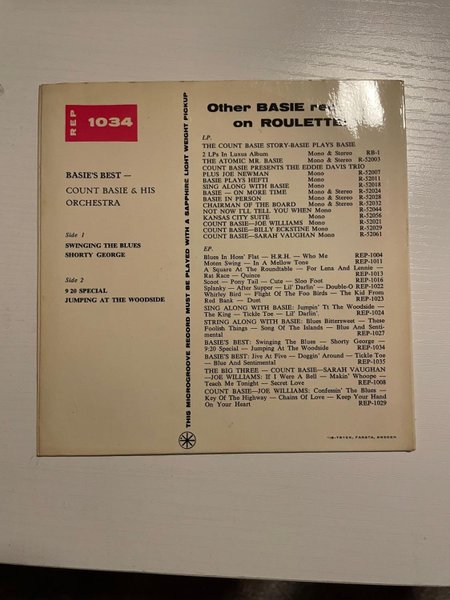 REP
1034
BASIE'S BEST —
COUNT BASIE & HIS
ORCHESTRA
Side 1
SWINGING THE BLUES
SHORTY GEORGE
Side 2
9 20 SPECIAL
JUMPING AT THE WOODSIDE
THIS MICROGROOVE RECORD MUST BE PLAYED WITH A SAPPHIRE LIGHT WEIGHT PICKUP
Other BASIE
on ROULETTE:
LP.
THE COUNT BASIE STORY-BASIE PLAYS BASIE
2 LPs in Luxus Album Mono & Stereo RB-1
THE ATOMIC MR. BASIE Mono & Stereo R-52003
COUNT BASIE PRESENTS THE EDDIE DAVIS TRIO
PLUS JOE NEWMAN Mono R-52007
BASIE PLAYS HEFTI Mono R-52011
SING ALONG WITH BASIE Mono R-52018
BASIE — ON MORE TIME Mono & Stereo R-52024
BASIE IN PERSON Mono & Stereo R-52028
CHAIRMAN OF THE BOARD Mono & Stereo R-52032
NOT NOW I'LL TELL YOU WHEN Mono R-52044
KANSAS CITY SUITE Mono R-52056
COUNT BASIE—JOE WILLIAMS Mono R-52021
COUNT BASIE—BILLY ECKSTINE Mono R-52029
COUNT BASIE—SARAH VAUGHAN Mono R-52061
EP.
Blues In Hoss' Flat — H.R.H. — Who Me REP-1004
Moten Swing — In A Mellow Tone REP-1011
A Square At The Roundtable — For Lena And Lennie —
Rat Race — Quince REP-1013
Scoot — Pony Tail — Cute — Sloo Foot REP-1016
Splanky — After Supper — Lil' Darlin' — Double-O REP-1022
Whirley Bird — Flight Of The Foo Birds — The Kid From
Red Bank — Duet REP-1023
SING ALONG WITH BASIE: Jumpin' Tt The Woodside —
The King — Tickle Toe — Lil' Darlin'. REP-1024
STRING ALONG WITH BASIE: Blues Bittersweet — These
Foolish Things — Song Of The Islands — Blue And Senti-
mental REP-1027
BASIE'S BEST: Swinging The Blues — Shorty George —
9:20 Special — Jumping At The Woodside REP-1034
BASIE'S BEST: Jive at Five — Doggin' Around — Tickle Toe
— Blue And Sentimental REP-1035
THE BIG THREE — COUNT BASIE—SARAH VAUGHAN
—JOE WILLIAMS: If I Were A Bell — Makin' Whoope —
Teach Me Tonight — Secret Love REP-1008
COUNT BASIE—JOE WILLIAMS: Confessin' The Blues —
Key Of The Highway — Chains Of Love — Keep Your Hand
On Your Heart REP-1029
FARSTA, SWEDEN